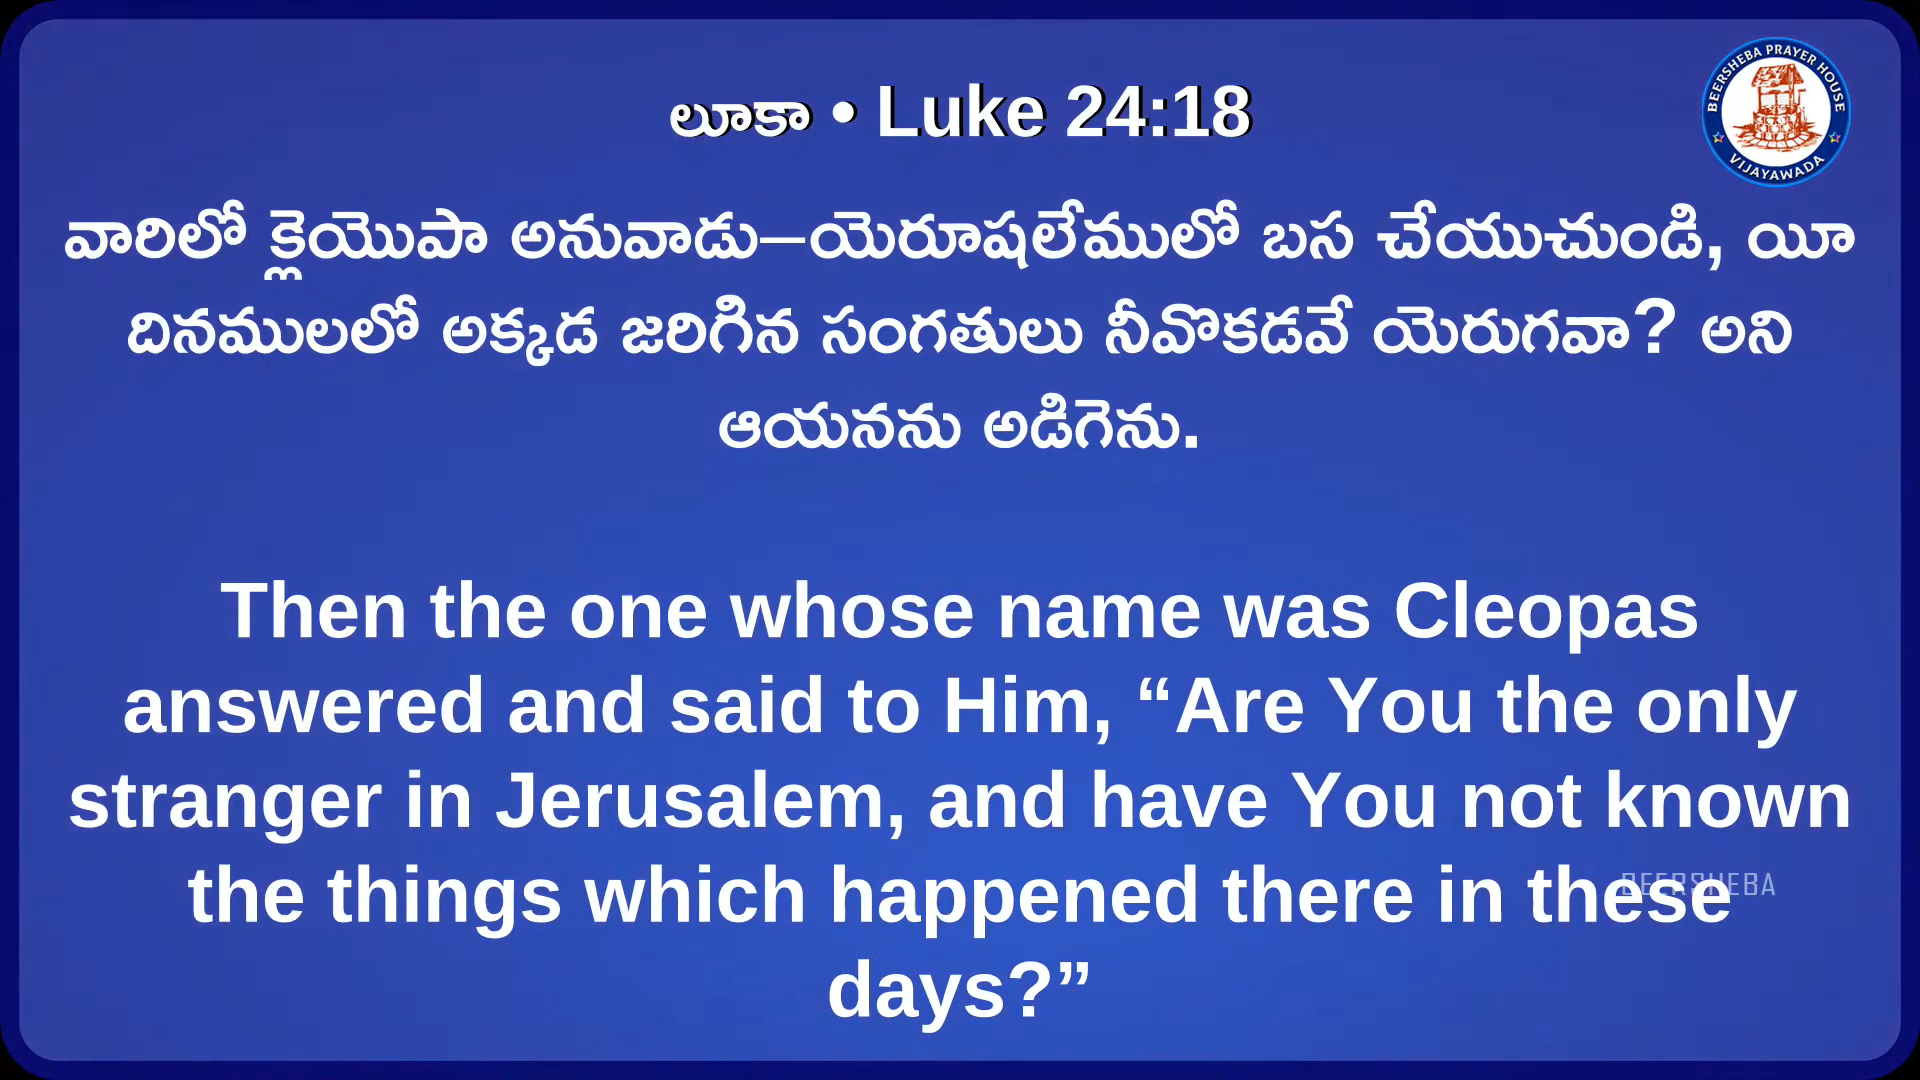 లూకా • Luke 24:18
BEERSHEBA PRAYER HOUSE
VIJAYAWADA
వారిలో క్లెయొపా అనువాడు–యెరూషలేములో బస చేయుచుండి, యీ
దినములలో అక్కడ జరిగిన సంగతులు నీవొకడవే యెరుగవా? అని
ఆయనను అడిగెను.
Then the one whose name was Cleopas
answered and said to Him, “Are You the only
stranger in Jerusalem, and have You not known
the things which happened there in these
BEERSHEBA
days?”